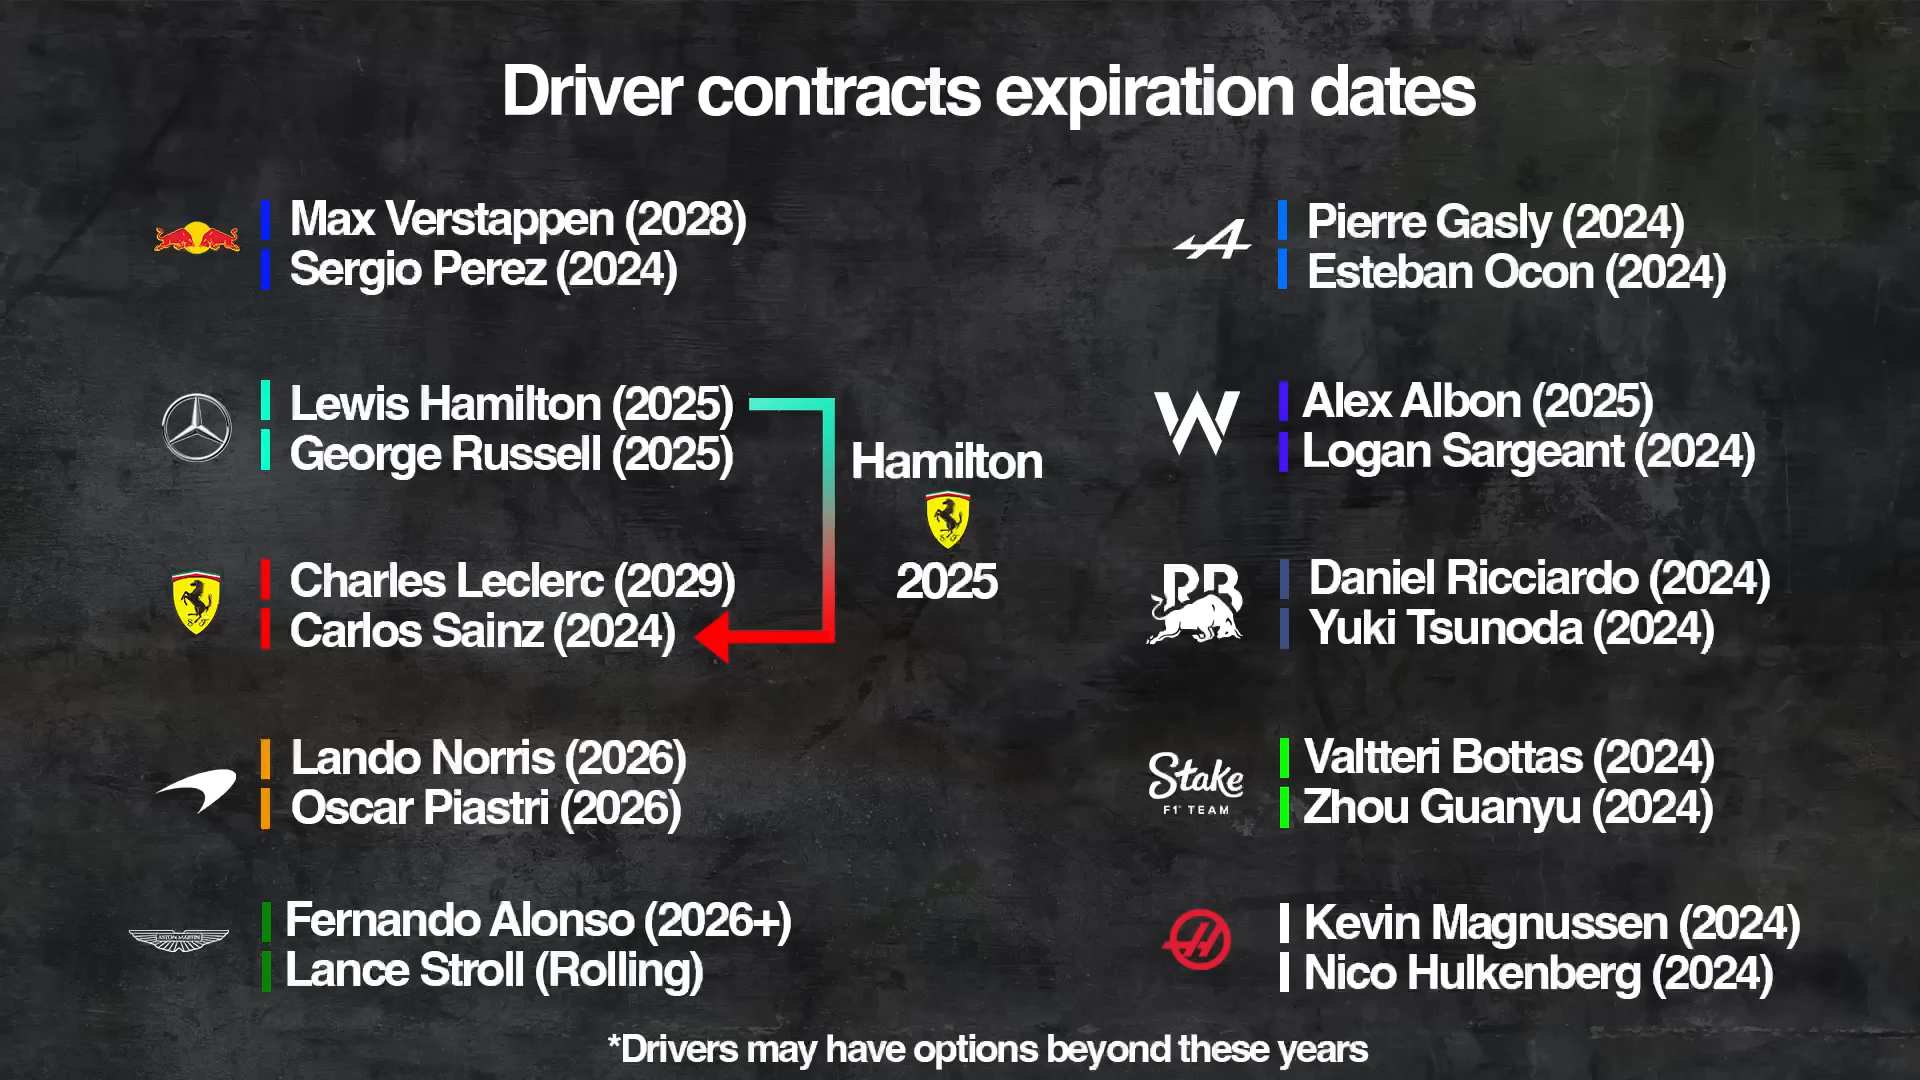 Driver contracts expiration dates
Max Verstappen (2028)
Sergio Perez (2024)
Lewis Hamilton (2025)
George Russell (2025)
Hamilton
2025
Charles Leclerc (2029)
Carlos Sainz (2024)
Lando Norris (2026)
Oscar Piastri (2026)
ASTON MARTIN
Fernando Alonso (2026+)
Lance Stroll (Rolling)
Pierre Gasly (2024)
Esteban Ocon (2024)
Alex Albon (2025)
Logan Sargeant (2024)
RB
Daniel Ricciardo (2024)
Yuki Tsunoda (2024)
Stake
F1 TEAM
Valtteri Bottas (2024)
Zhou Guanyu (2024)
Kevin Magnussen (2024)
Nico Hulkenberg (2024)
*Drivers may have options beyond these years